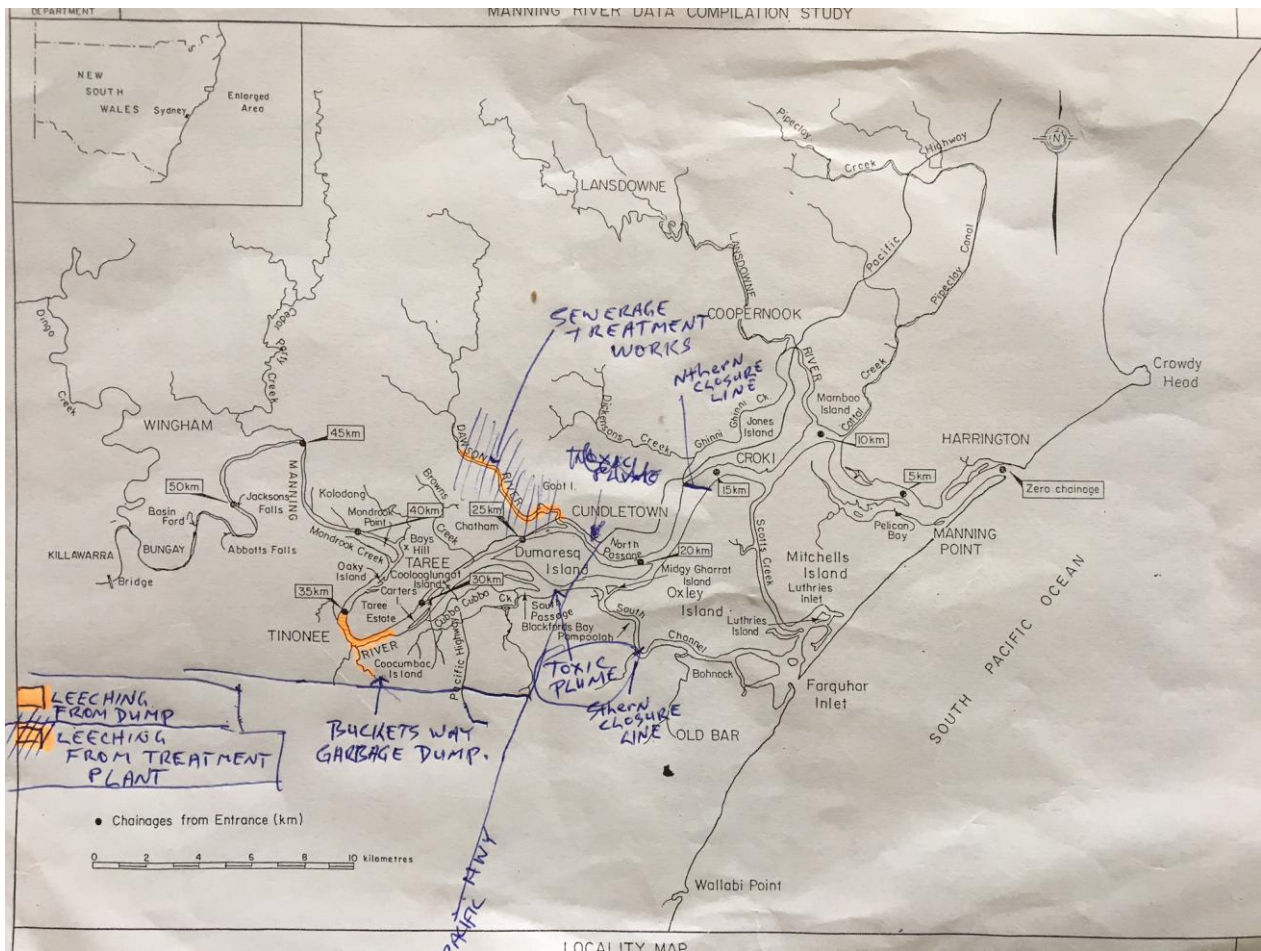 DEPARTMENT
MANNING RIVER DATA COMPILATION STUDY
NEW
SOUTH
WALES
Sydney
Enlarged
Area
N
Pipeclay
Creek
Highway
Pacific
Pipeclay Canal
LANSDOWNE
LANSDOWNE
RIVER
COOPERNOOK
SEWERAGE
TREATMENT
WORKS
NthERN
CLOSURE
LINE
Dingo
Creek
Cedar Party
Creek
Dickensons Creek
Ghinni Ghinni Ck.
Jones
Island
Mamboo
Island
Cattai Creek
Crowdy
Head
WINGHAM
45km
MANNING
DAWSON RIVER
CROKI
10km
HARRINGTON
5km
15km
Zero chainage
50km
Jacksons
Falls
Kolodong
Browns
Creek
Goat I.
PLUME
CUNDLETOWN
Basin
Ford
Mondrook
Point
40km
25km
Chatham
Scotts Creek
Pelican
Bay
MANNING
POINT
KILLAWARRA
BUNGAY
Abbotts Falls
Mondrook Creek
Bays
Hill
TAREE
Dumaresq
Island
North
Passage
20km
Mitchells
Island
Bridge
Oaky
Island
Coolaglungat
Island
30km
Midgy Gharrot
Island
Oxley
Island
Luthries
Inlet
35km
Carters
I.
Taree
Estate
Cubba Cubba Ck
South
Passage
Blackfords Bay
Pampoolah
South
Channel
Luthries
Island
TINONEE
RIVER
Coocumbac
Island
Pacific Highway
TOXIC
PLUME
Bohnock
Farquhar
Inlet
SOUTH PACIFIC OCEAN
LEECHING
FROM DUMP
LEECHING
FROM TREATMENT
PLANT
BUCKETS WAY
GARBAGE DUMP.
SthERN
CLOSURE
LINE
OLD BAR
Chainages from Entrance (km)
0 2 4 6 8 10 kilometres
PACIFIC HWY
Wallabi Point
LOCALITY MAP